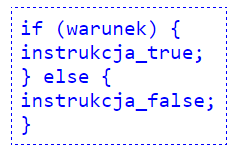 if (warunek) {
instrukcja_true;
} else {
instrukcja_false;
}